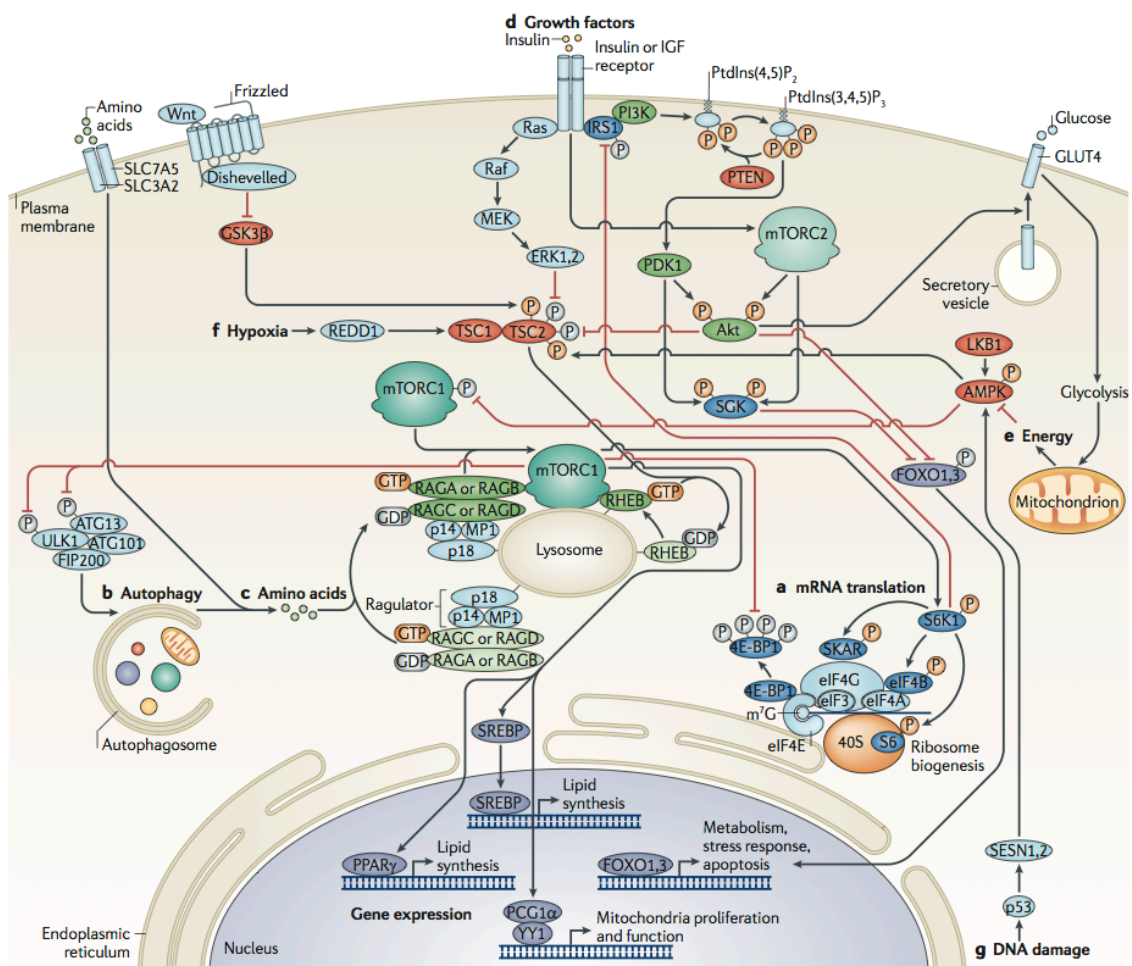 d Growth factors
Insulin
Insulin or IGF
receptor
PtdIns(4,5)P2
PtdIns(3,4,5)P3
Amino
acids
Wnt
Frizzled
Ras
IRS1
PI3K
P
P
P
P
P
P
Glucose
GLUT4
SLC7A5
SLC3A2
Dishevelled
Raf
PTEN
Plasma
membrane
GSK3β
MEK
mTORC2
ERK1,2
PDK1
Secretory
vesicle
P
P
P
P
P
P
Akt
f Hypoxia
REDD1
TSC1
TSC2
LKB1
P
AMPK
Glycolysis
mTORC1
P
P
P
SGK
e Energy
P
FOXO1,3
Mitochondrion
mTORC1
GTP
RAGA or RAGB
RHEB
GTP
GDP
RAGC or RAGD
P
P
ATG13
ULK1
ATG101
FIP200
p14
MP1
p18
Lysosome
GDP
RHEB
b Autophagy
c Amino acids
Ragulator
p18
p14
MP1
GTP
RAGC or RAGD
GDP
RAGA or RAGB
a mRNA translation
S6K1
P
P
P
P
P
4E-BP1
SKAR
P
eIF4G
eIF4B
P
4E-BP1
eIF3
eIF4A
m7G
eIF4E
40S
S6
P
Ribosome
biogenesis
Autophagosome
SREBP
SREBP
Lipid
synthesis
PPARγ
Lipid
synthesis
FOXO1,3
Metabolism,
stress response,
apoptosis
SESN1,2
p53
g DNA damage
Gene expression
PCG1α
YY1
Mitochondria proliferation
and function
Endoplasmic
reticulum
Nucleus